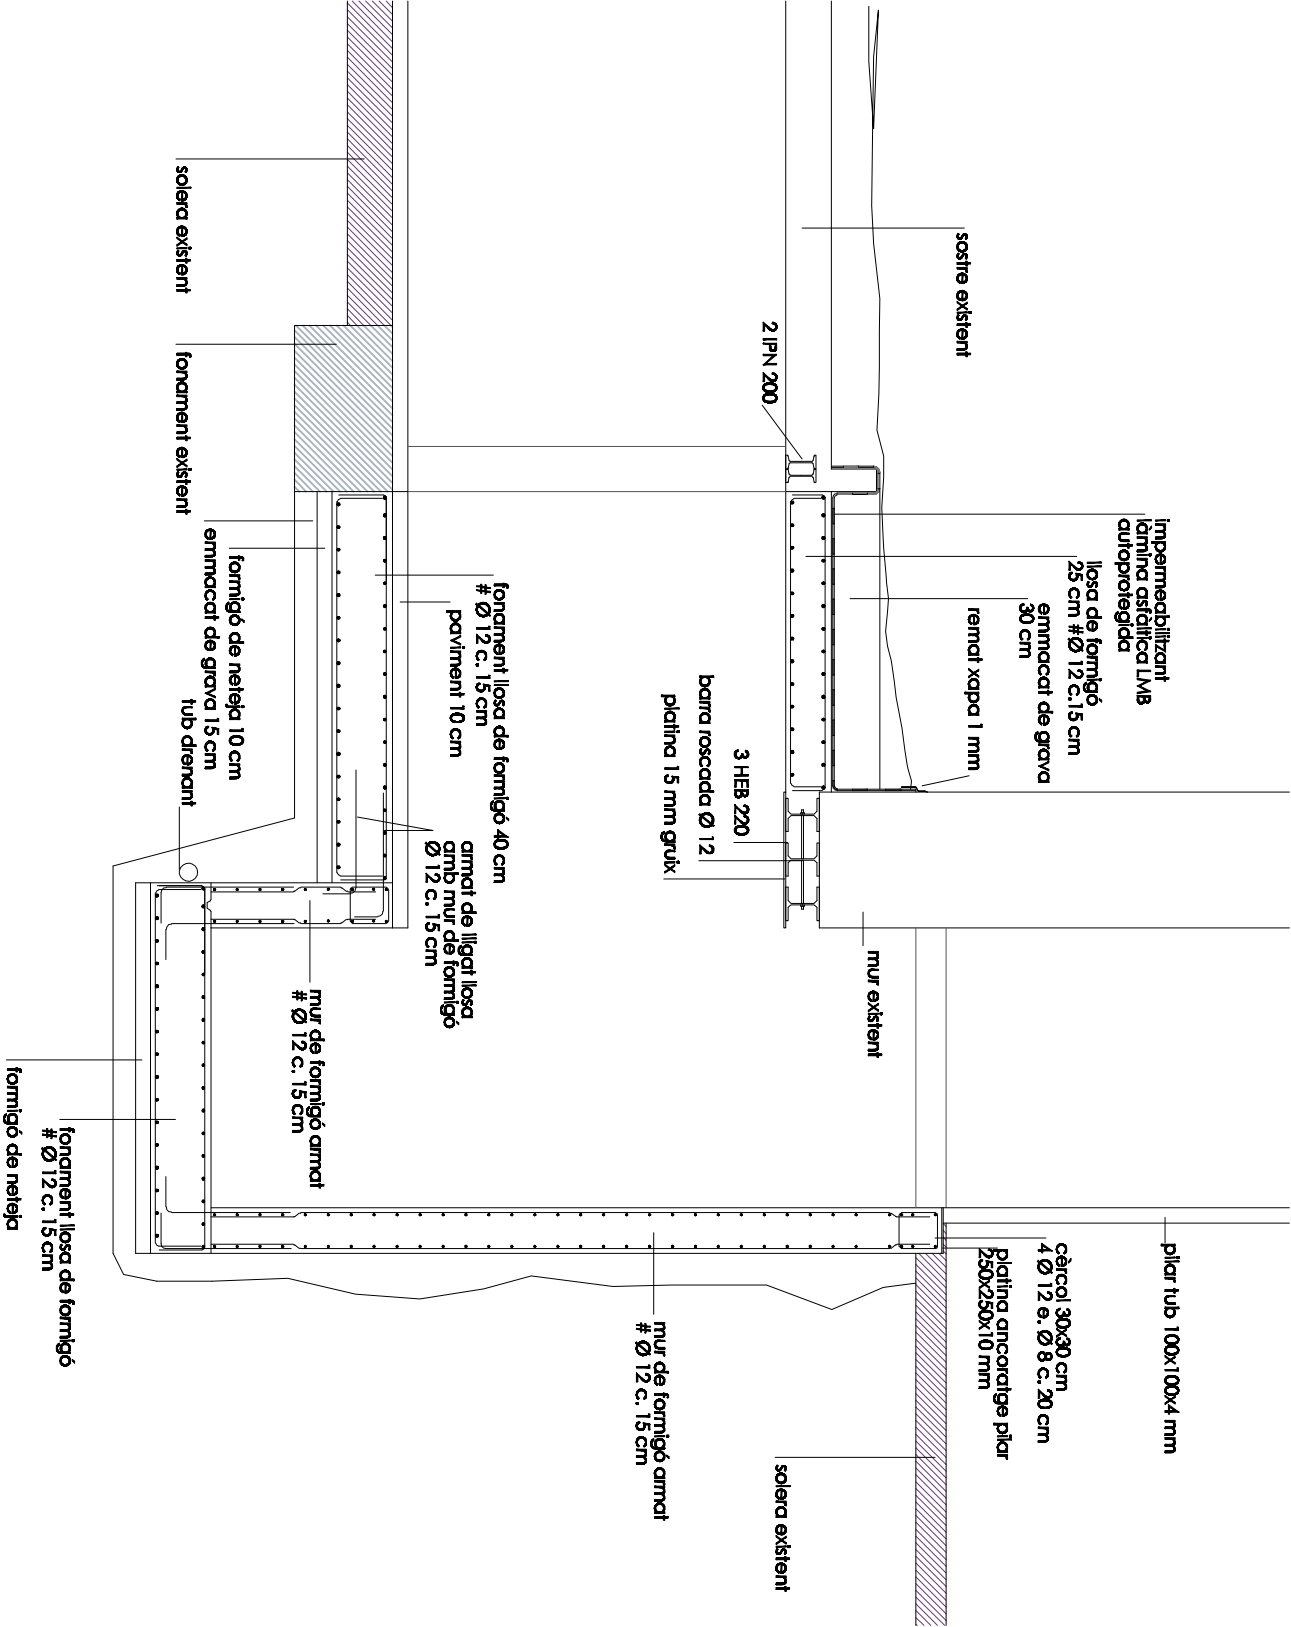 sostre existent
2 IPN 200
impermeabilitzant
làmina asfàltica LMB
autoprotegida
llosa de formigó
25 cm # Ø 12 c.15 cm
emmacat de grava
30 cm
remat xapa 1 mm
3 HEB 220
barra roscada Ø 12
platina 15 mm gruix
mur existent
pilar tub 100x100x4 mm
cèrcol 30x30 cm
4 Ø 12 e. Ø 8 c. 20 cm
platina ancoratge pilar
250x250x10 mm
solera existent
mur de formigó armat
# Ø 12 c. 15 cm
fonament llosa de formigó 40 cm
# Ø 12 c. 15 cm
paviment 10 cm
armat de lligat llosa
amb mur de formigó
Ø 12 c. 15 cm
mur de formigó armat
# Ø 12 c. 15 cm
solera existent
fonament existent
formigó de neteja 10 cm
emmacat de grava 15 cm
tub drenant
fonament llosa de formigó
# Ø 12 c. 15 cm
formigó de neteja